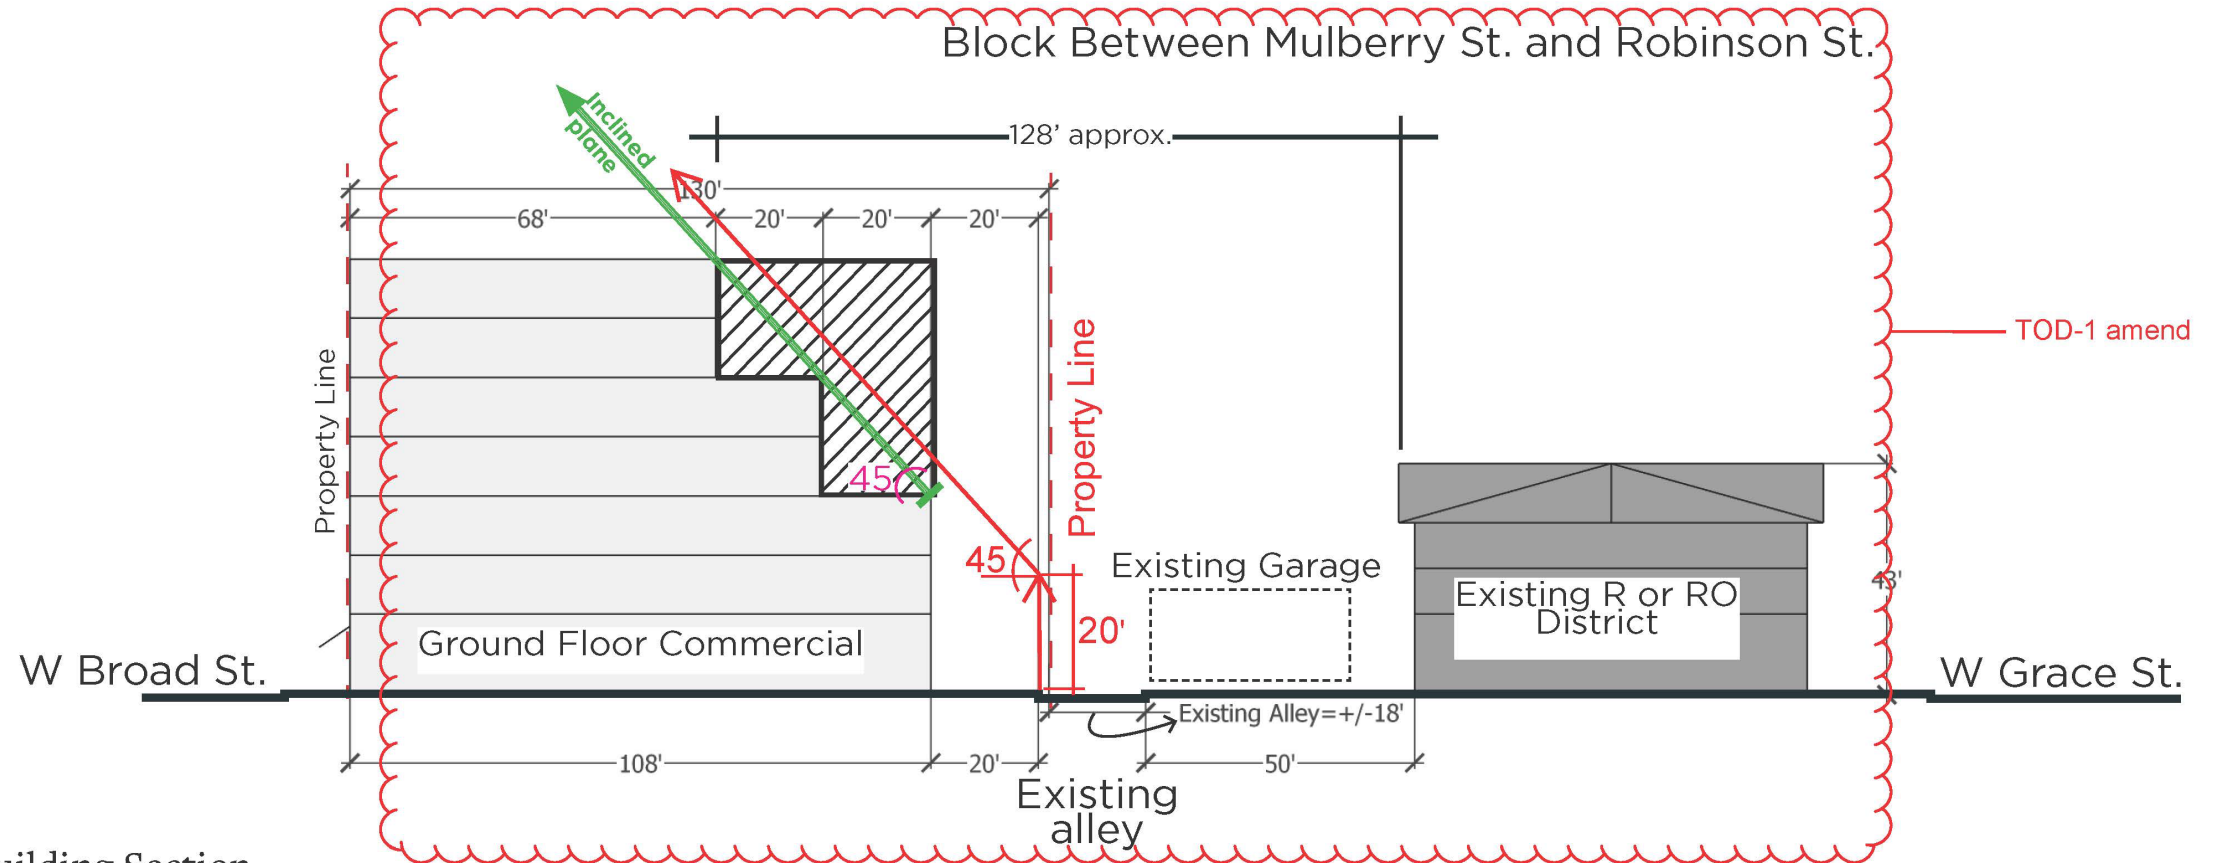 Block Between Mulberry St. and Robinson St.
Inclined
plane
128' approx.
130'
68'
20'
20'
20'
TOD-1 amend
Property Line
Property Line
45
45
Existing Garage
43'
Existing R or RO
District
20'
Ground Floor Commercial
W Broad St.
W Grace St.
Existing Alley=+/-18'
108'
20'
50'
Existing
alley